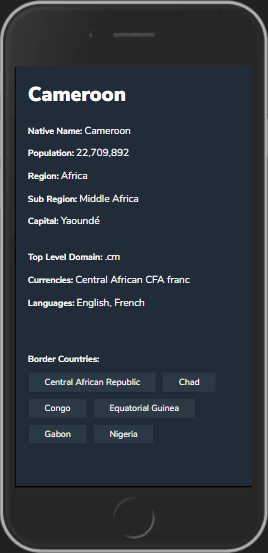 Cameroon
Native Name: Cameroon
Population: 22,709,892
Region: Africa
Sub Region: Middle Africa
Capital: Yaoundé
Top Level Domain: .cm
Currencies: Central African CFA franc
Languages: English, French
Border Countries:
Central African Republic Chad
Congo Equatorial Guinea
Gabon Nigeria